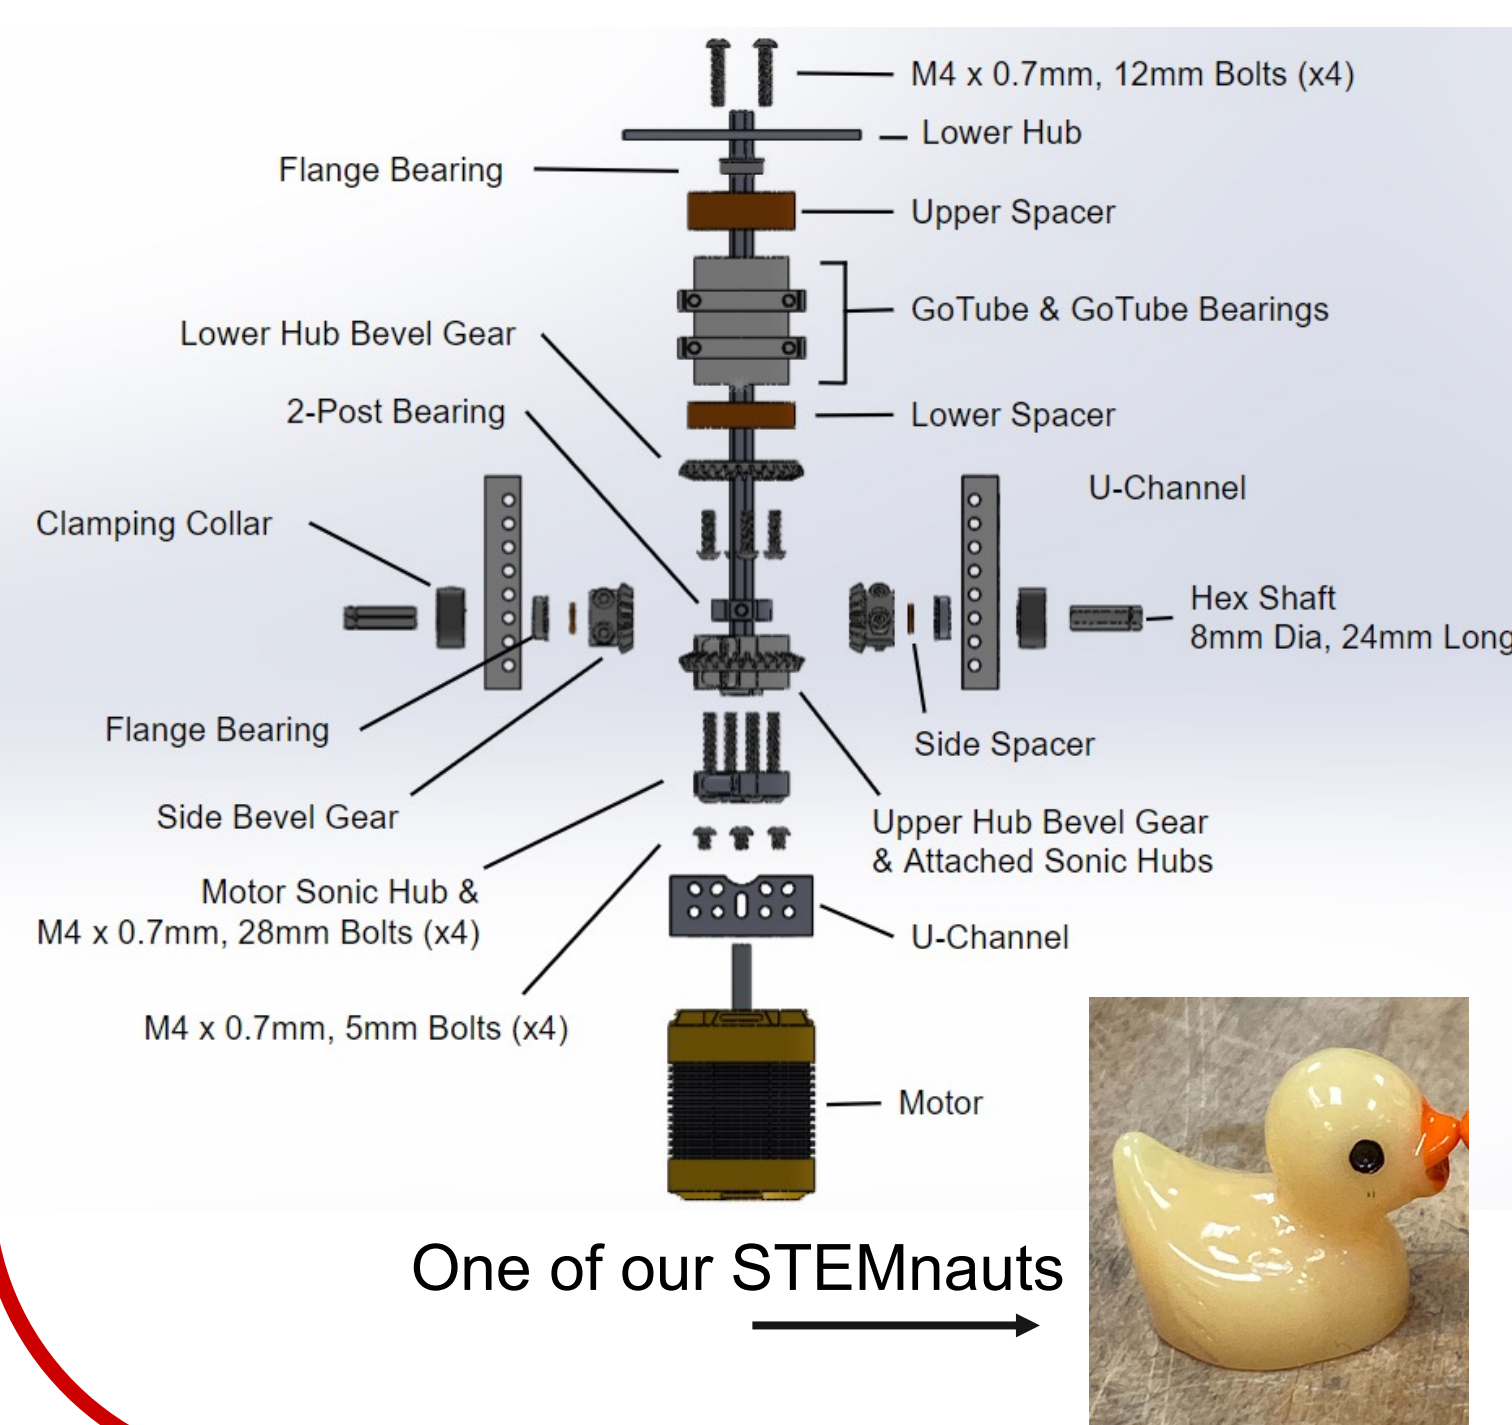 M4 x 0.7mm, 12mm Bolts (x4)
Lower Hub
Flange Bearing
Upper Spacer
GoTube & GoTube Bearings
Lower Hub Bevel Gear
2-Post Bearing
Lower Spacer
U-Channel
Clamping Collar
Hex Shaft
8mm Dia, 24mm Long
Flange Bearing
Side Spacer
Side Bevel Gear
Upper Hub Bevel Gear
& Attached Sonic Hubs
Motor Sonic Hub &
M4 x 0.7mm, 28mm Bolts (x4)
U-Channel
M4 x 0.7mm, 5mm Bolts (x4)
Motor
One of our STEMnauts